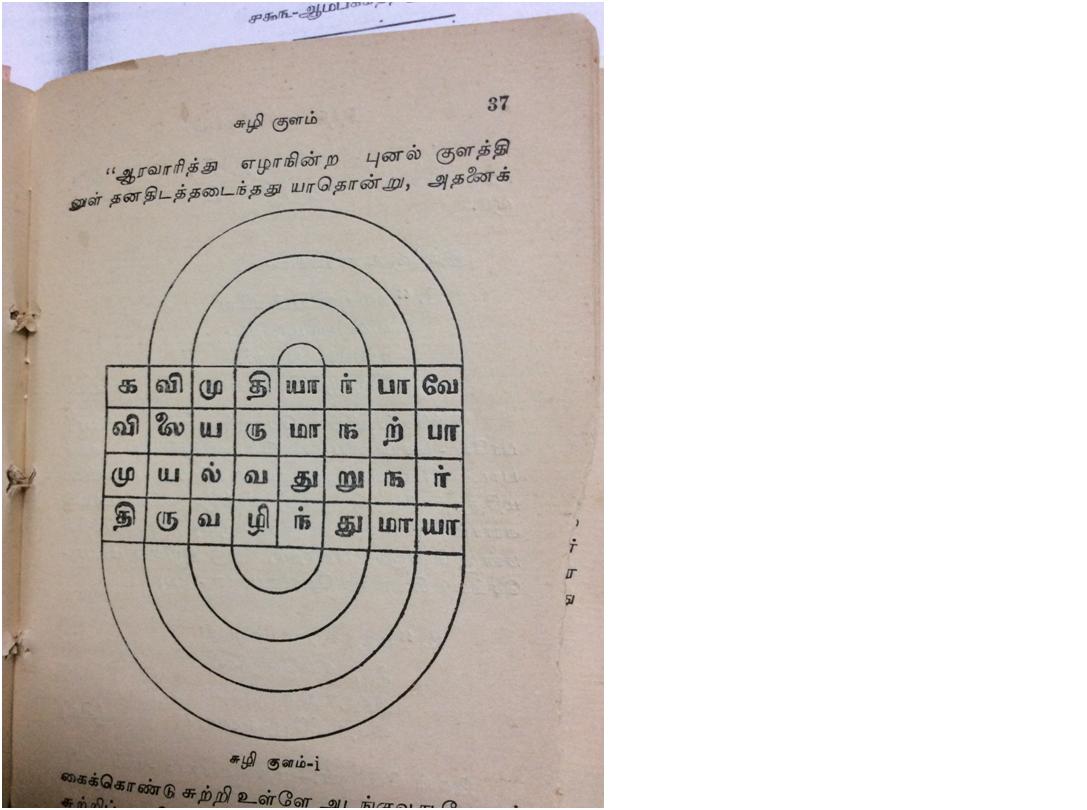 37
சுழி குளம்
“ஆரவாரித்து எழாநின்ற புனல் குளத்தி
னுள் தனதிடத்தடைந்தது யாதொன்று, அதனைக்
க வி மு தி யா ர் பா வே
வி லை ய ரு மா ந ற் பா
மு ய ல் வ து று ந ர்
தி ரு வ ழி ந் து மா யா
சுழி குளம்-i
கைக்கொண்டு சுற்றி உள்ளே